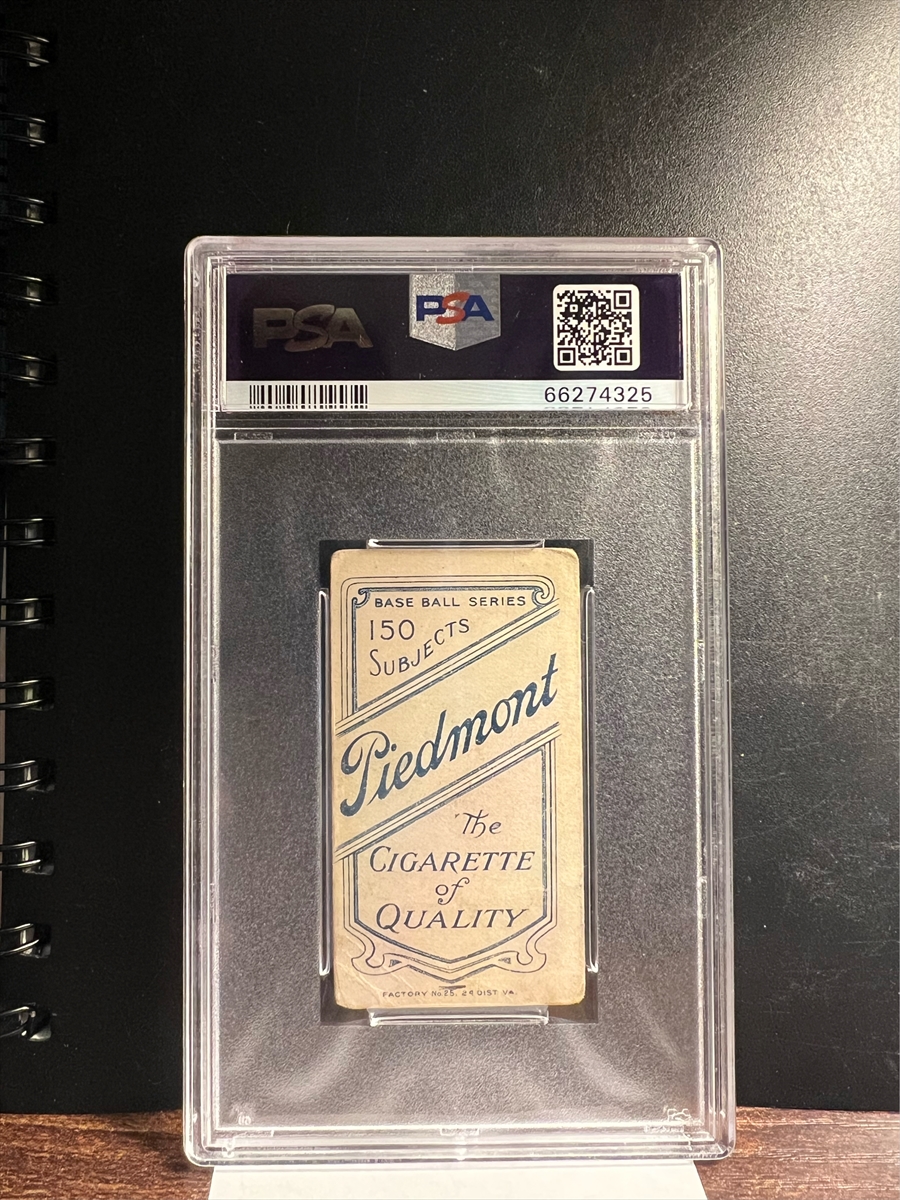 PSA
PSA
66274325
BASE BALL SERIES
150
SUBJECTS
Piedmont
The
CIGARETTE
of
QUALITY
FACTORY No 25, 2d DIST. VA.